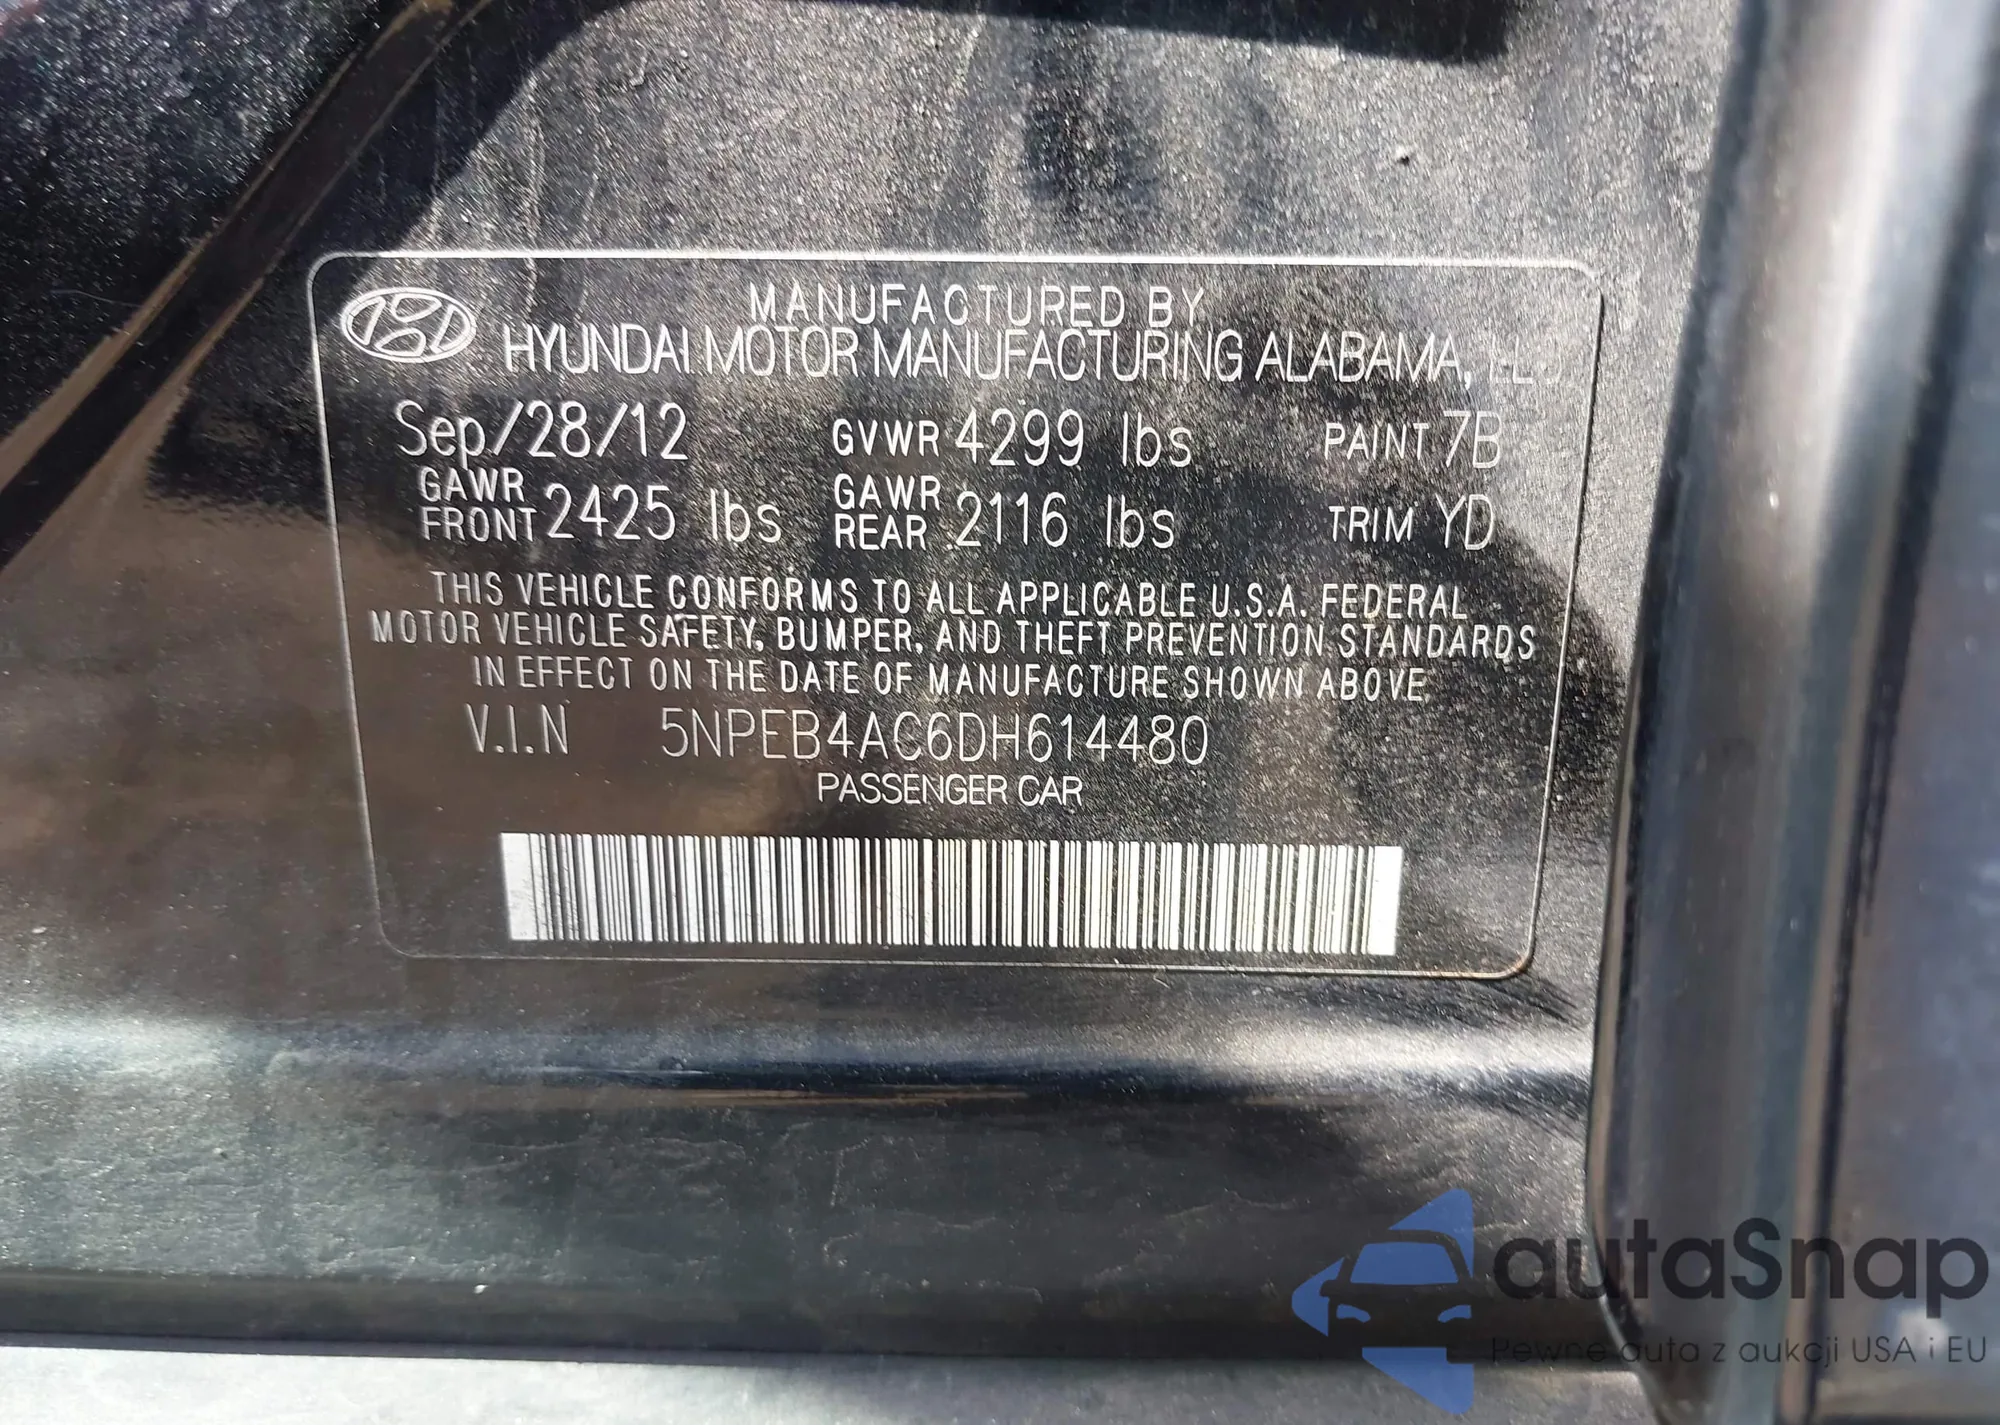 MANUFACTURED BY
HYUNDAI MOTOR MANUFACTURING ALABAMA, LLC
Sep/28/12 GVWR 4299 lbs PAINT 7B
GAWR FRONT 2425 lbs GAWR REAR 2116 lbs TRIM YD
THIS VEHICLE CONFORMS TO ALL APPLICABLE U.S.A. FEDERAL
MOTOR VEHICLE SAFETY, BUMPER, AND THEFT PREVENTION STANDARDS
IN EFFECT ON THE DATE OF MANUFACTURE SHOWN ABOVE.
V.I.N 5NPEB4AC6DH614480
PASSENGER CAR
autaSnap
Pewne auta z aukcji USA i EU